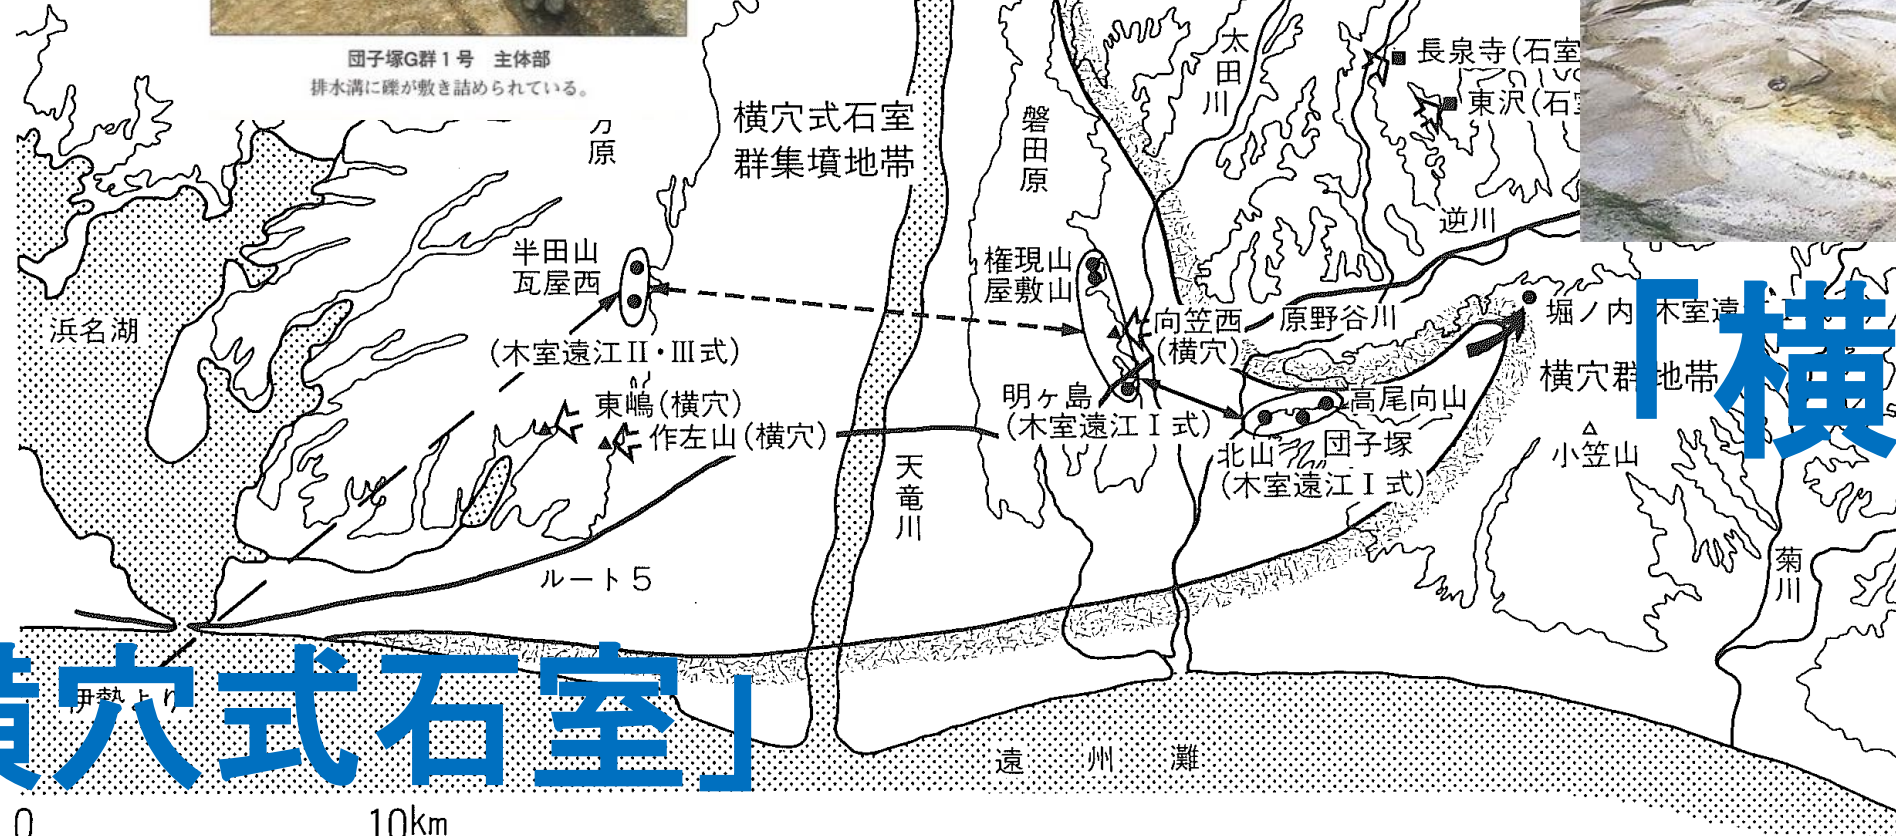 団子塚G群1号 主体部
排水溝に礫が敷き詰められている。
原
横穴式石室
群集墳地帯
磐田原
太田川
長泉寺(石室
東沢(石
逆川
半田山
瓦屋西
(木室遠江II・III式)
浜名湖
東嶋(横穴)
作左山(横穴)
権現山
屋敷山
向笠西
(横穴)
原野谷川
明ヶ島
(木室遠江I式)
高尾向山
団子塚
北山
(木室遠江I式)
堀ノ内
木室遠
横穴群地帯
小笠山
「横
天竜川
ルート5
菊川
伊勢より
横穴式石室」
遠州灘
0 10km